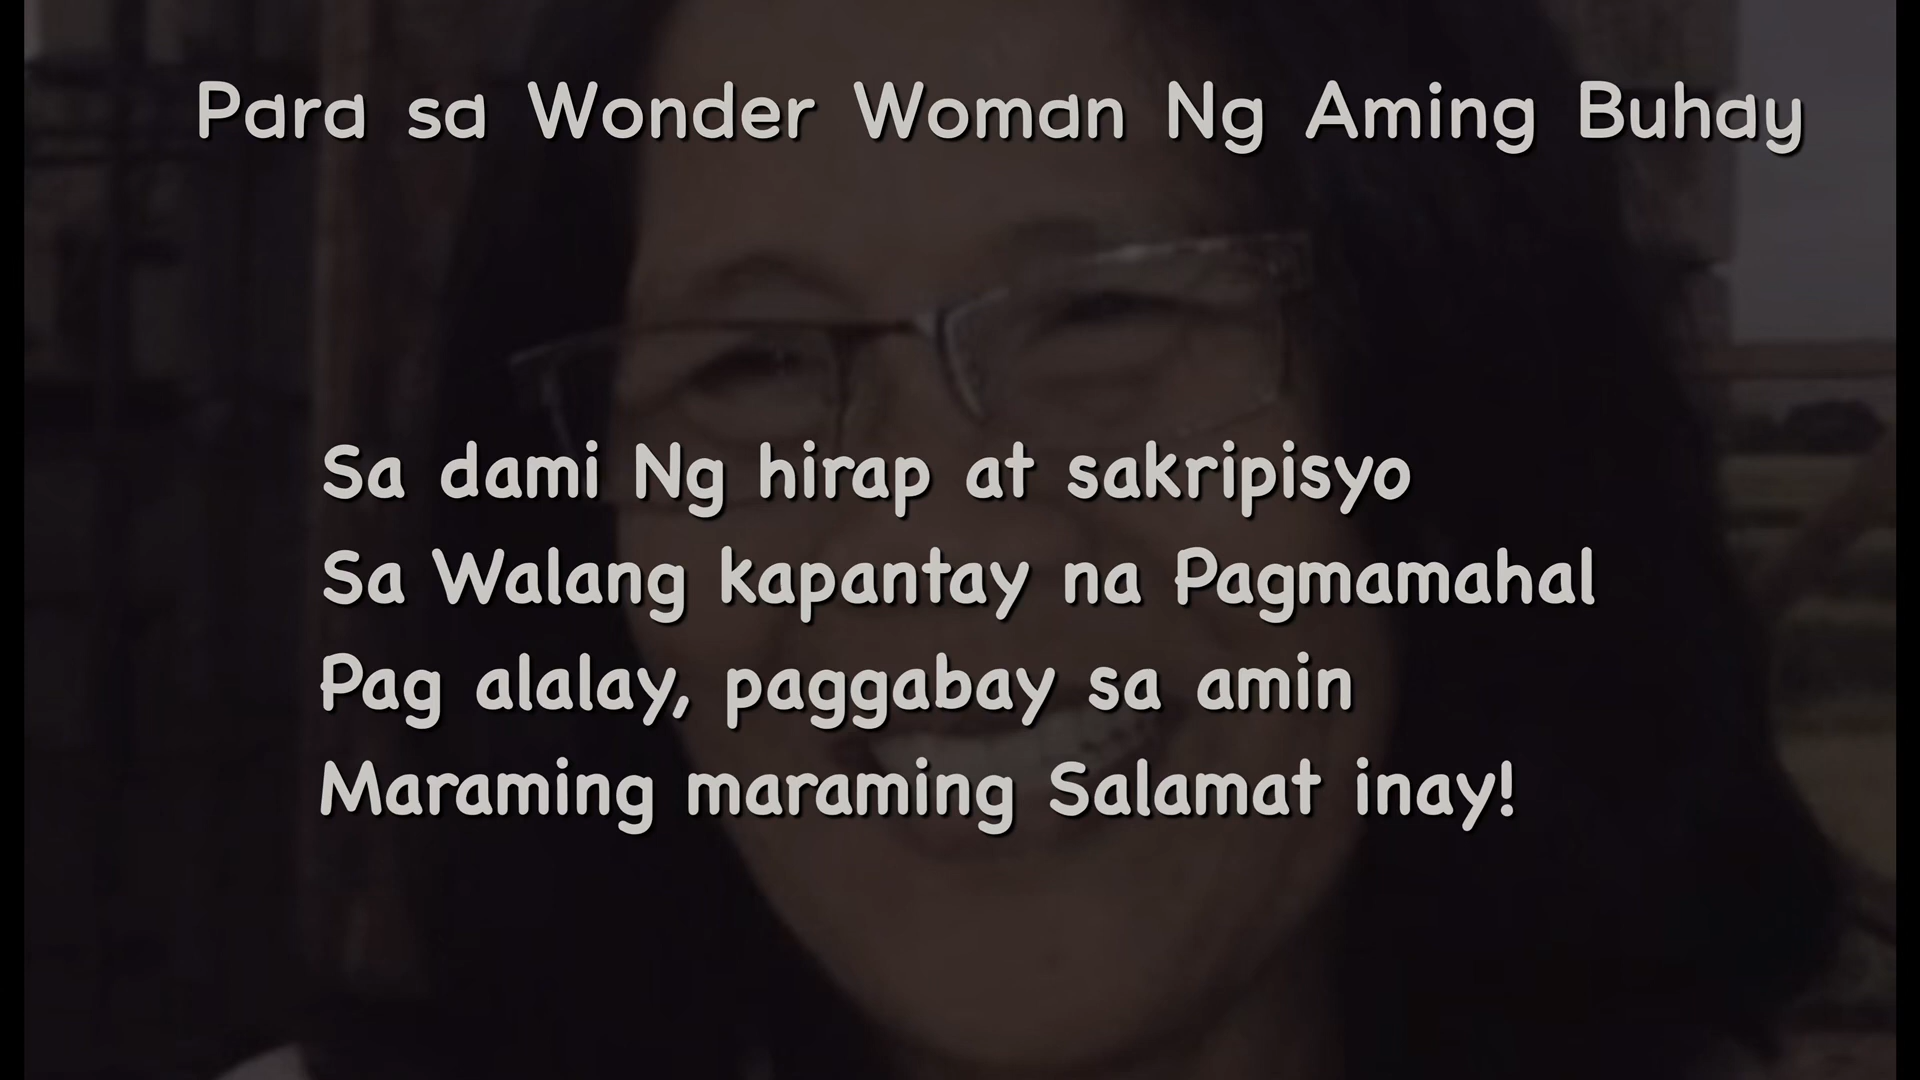 Para sa Wonder Woman Ng Aming Buhay
Sa dami Ng hirap at sakripisyo
Sa Walang kapantay na Pagmamahal
Pag alalay, paggabay sa amin
Maraming maraming Salamat inay!